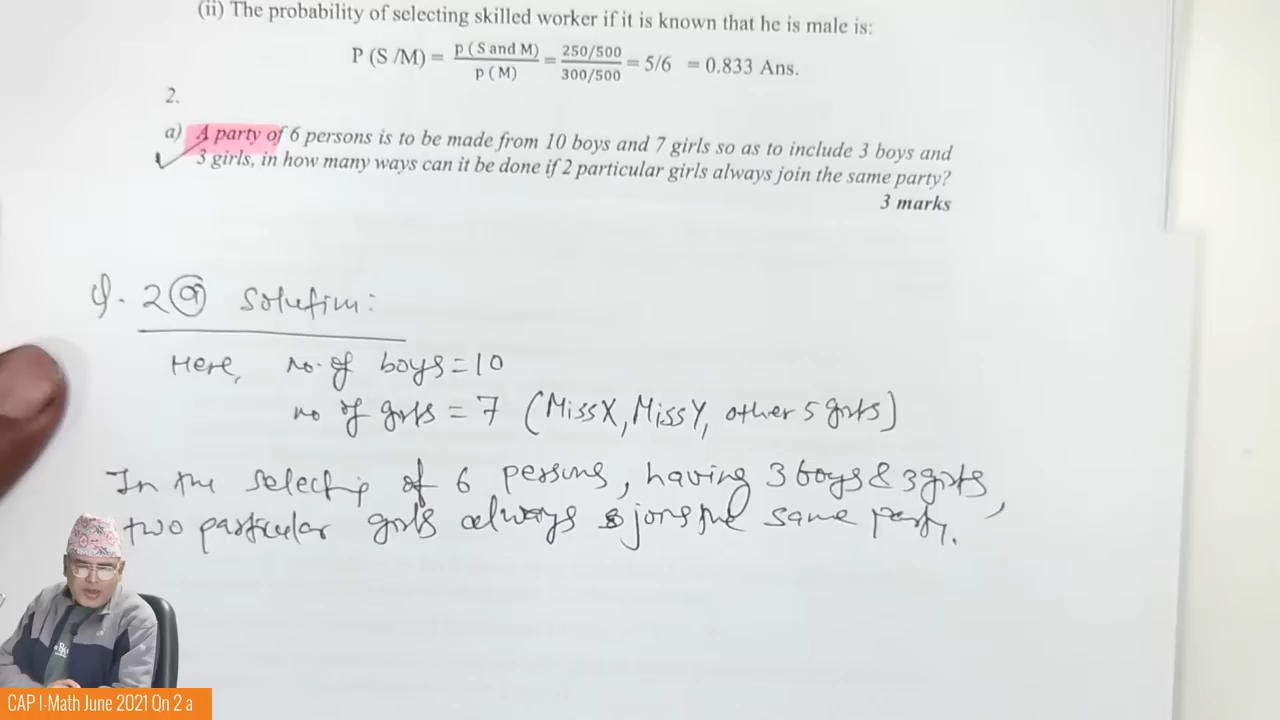 (ii) The probability of selecting skilled worker if it is known that he is male is:
P (S /M) = p ( S and M) / p ( M) = 250/500 / 300/500 = 5/6 = 0.833 Ans.
2.
a) A party of 6 persons is to be made from 10 boys and 7 girls so as to include 3 boys and
3 girls, in how many ways can it be done if 2 particular girls always join the same party?
3 marks
Q. 2 (a) Solution:
Here, no. of boys = 10
no of girls = 7 (Miss X, Miss Y, other 5 girls)
In the selectip of 6 persons, having 3 boys & 3 girls,
two particular girls always joins the same party.
CAP I-Math June 2021 Qn 2 a